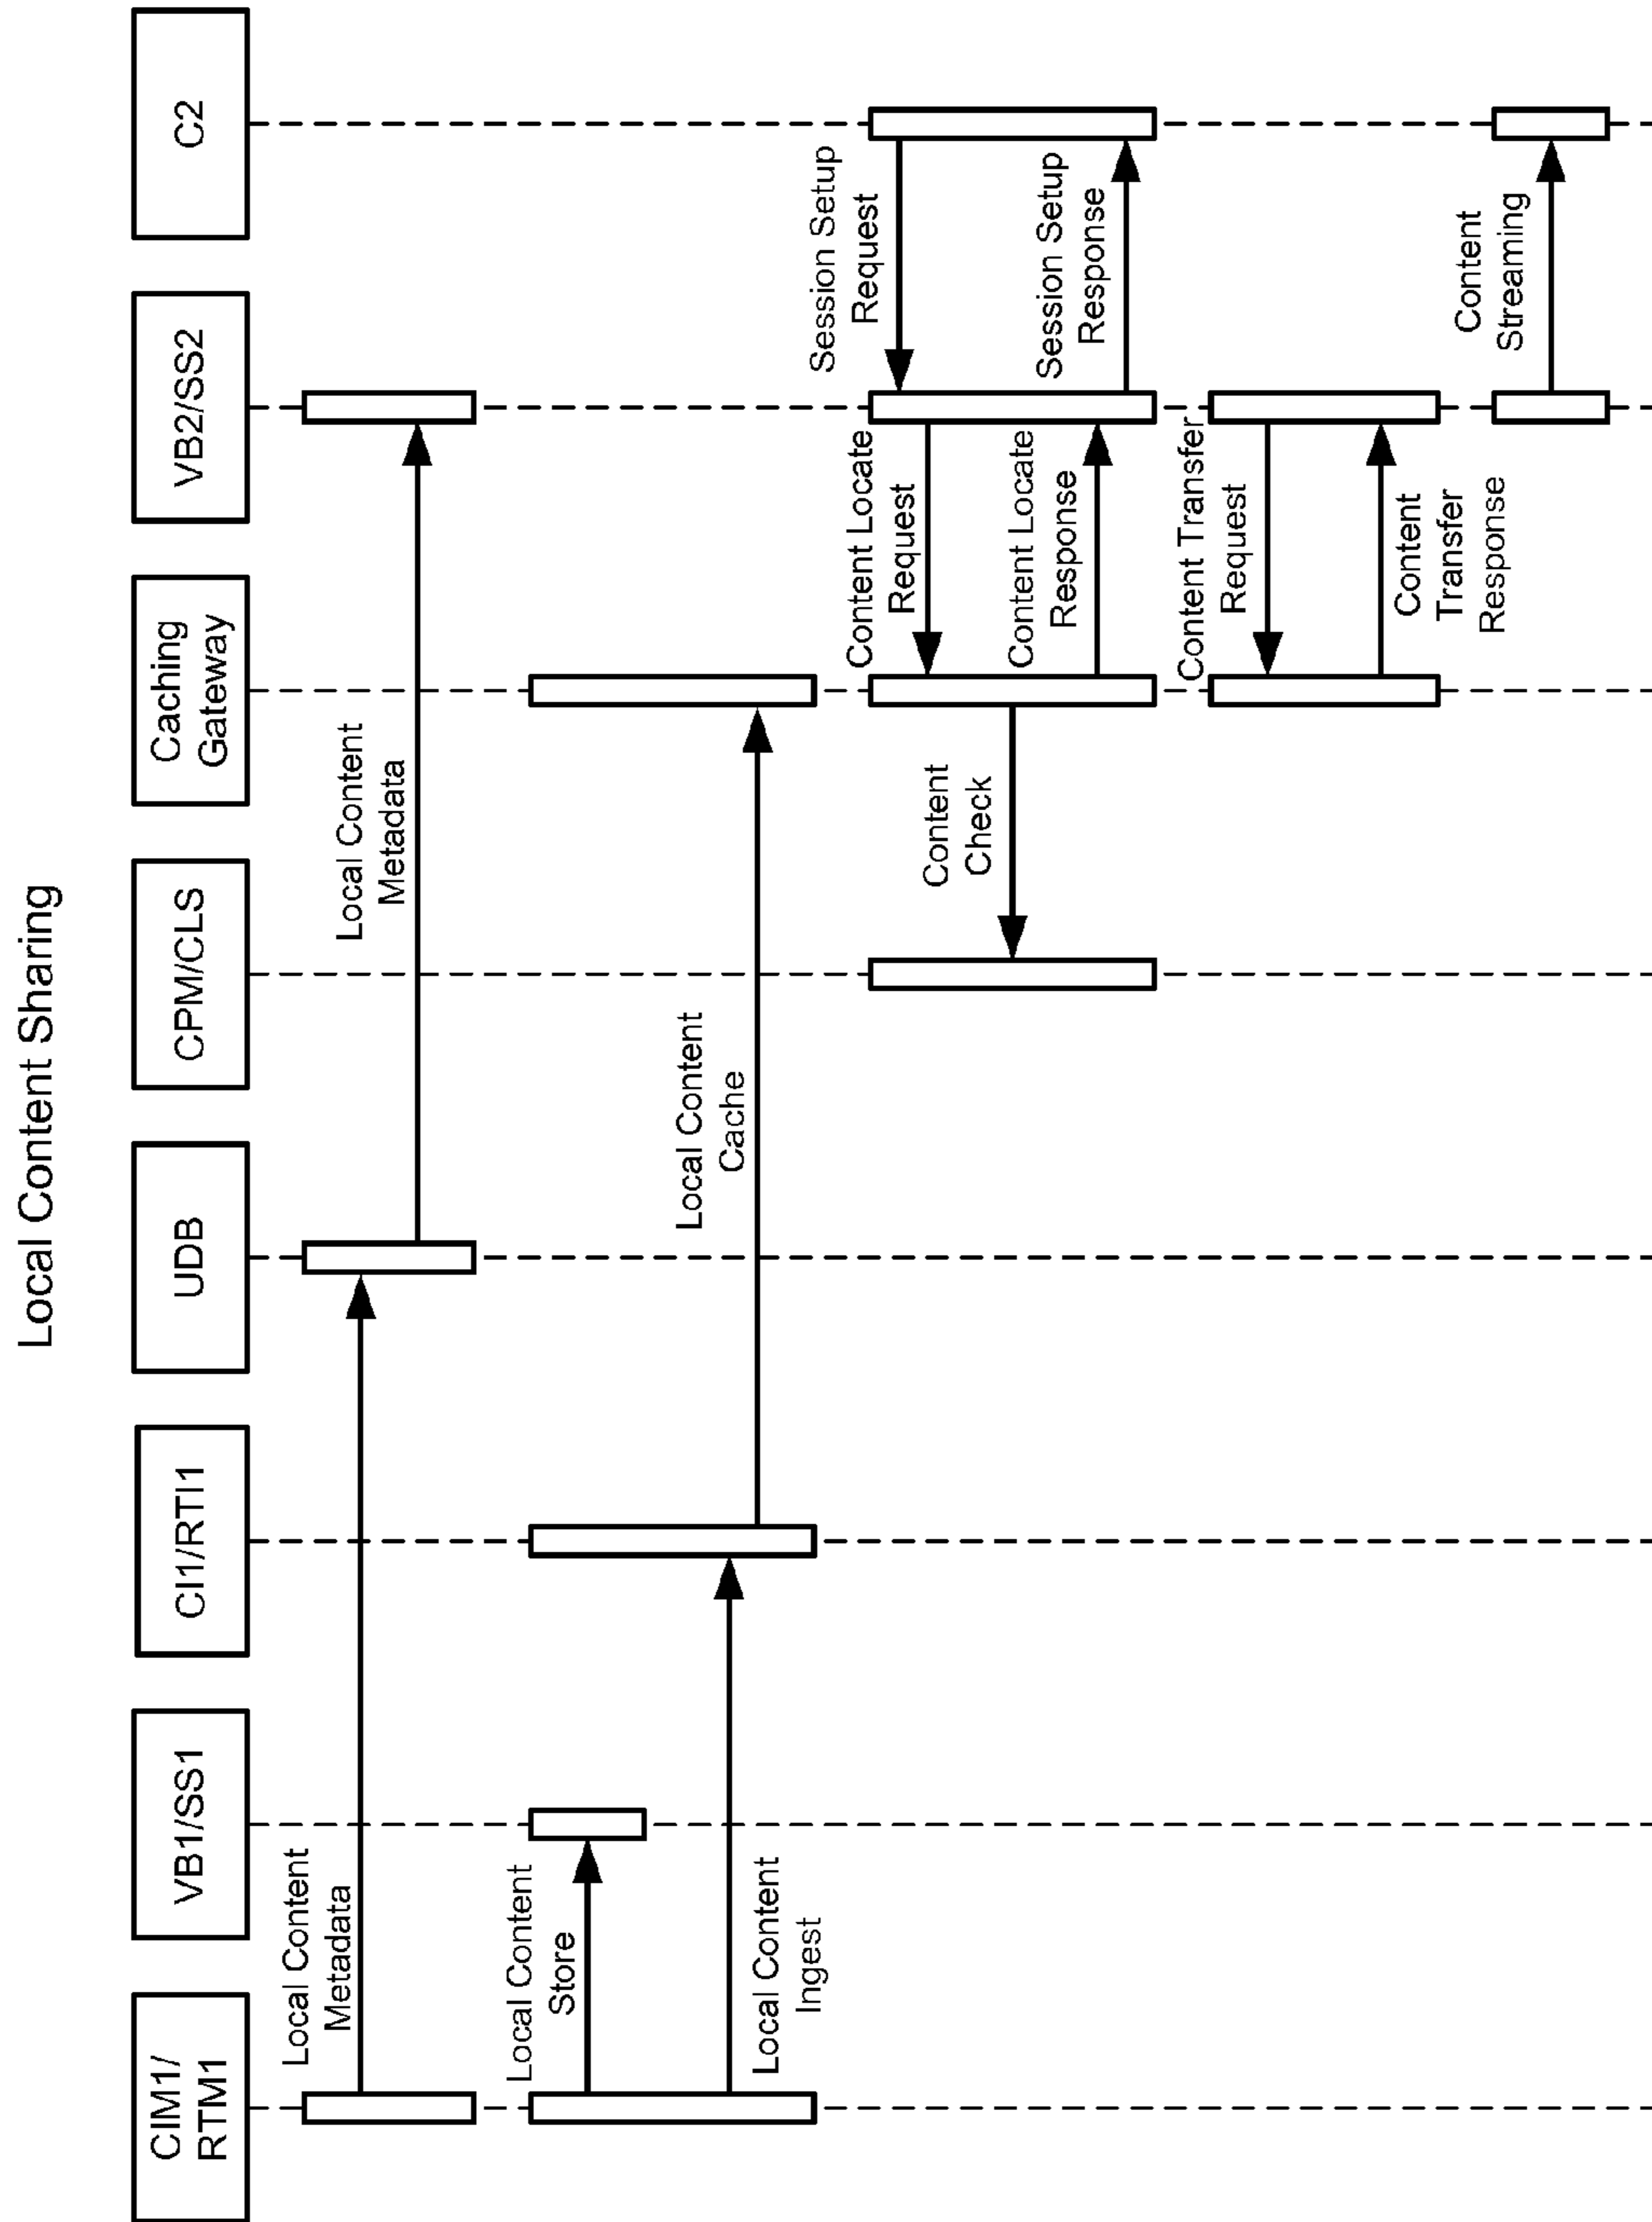 Local Content Sharing
CIM1/
RTM1
VB1/SS1
CI1/RTI1
UDB
CPM/CLS
Caching
Gateway
VB2/SS2
C2
Local Content
Metadata
Local Content
Metadata
Local Content
Store
Local Content
Ingest
Local Content
Cache
Session Setup
Request
Content Locate
Request
Content
Check
Content Locate
Response
Session Setup
Response
Content Transfer
Request
Content
Transfer
Response
Content
Streaming